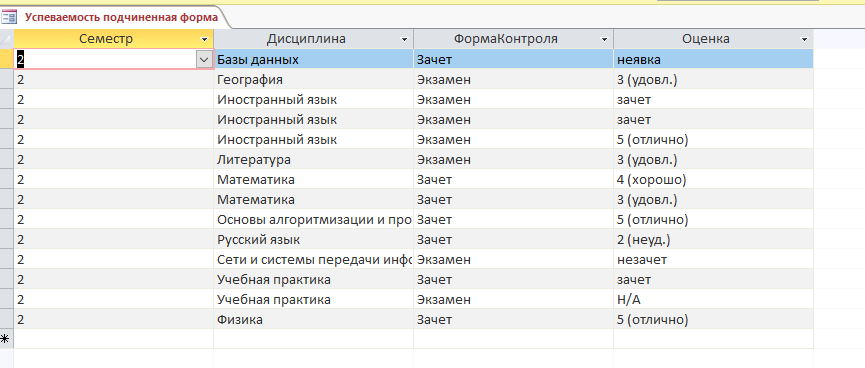 Успеваемость подчиненная форма
Семестр Дисциплина ФормаКонтроля Оценка
2 Базы данных Зачет неявка
2 География Экзамен 3 (удовл.)
2 Иностранный язык Экзамен зачет
2 Иностранный язык Экзамен зачет
2 Иностранный язык Экзамен 5 (отлично)
2 Литература Экзамен 3 (удовл.)
2 Математика Зачет 4 (хорошо)
2 Математика Зачет 3 (удовл.)
2 Основы алгоритмизации и про Зачет 5 (отлично)
2 Русский язык Зачет 2 (неуд.)
2 Сети и системы передачи инфо Экзамен незачет
2 Учебная практика Зачет зачет
2 Учебная практика Экзамен Н/А
2 Физика Зачет 5 (отлично)